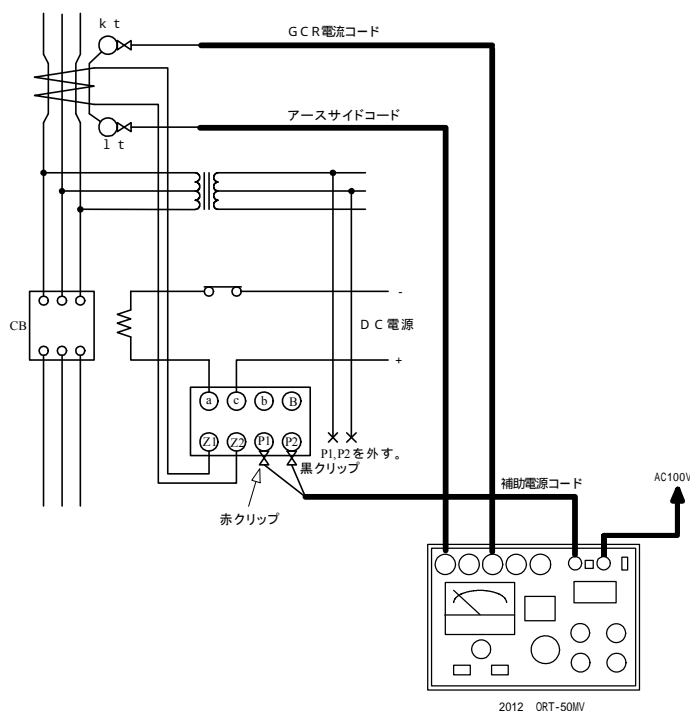 k t
GCR電流コード
アースサイドコード
l t
-
CB
DC電源
+
a
c
b
B
Z1
Z2
P1
P2
P1,P2を外す。
黒クリップ
赤クリップ
補助電源コード
AC100V
2012 ORT-50MV